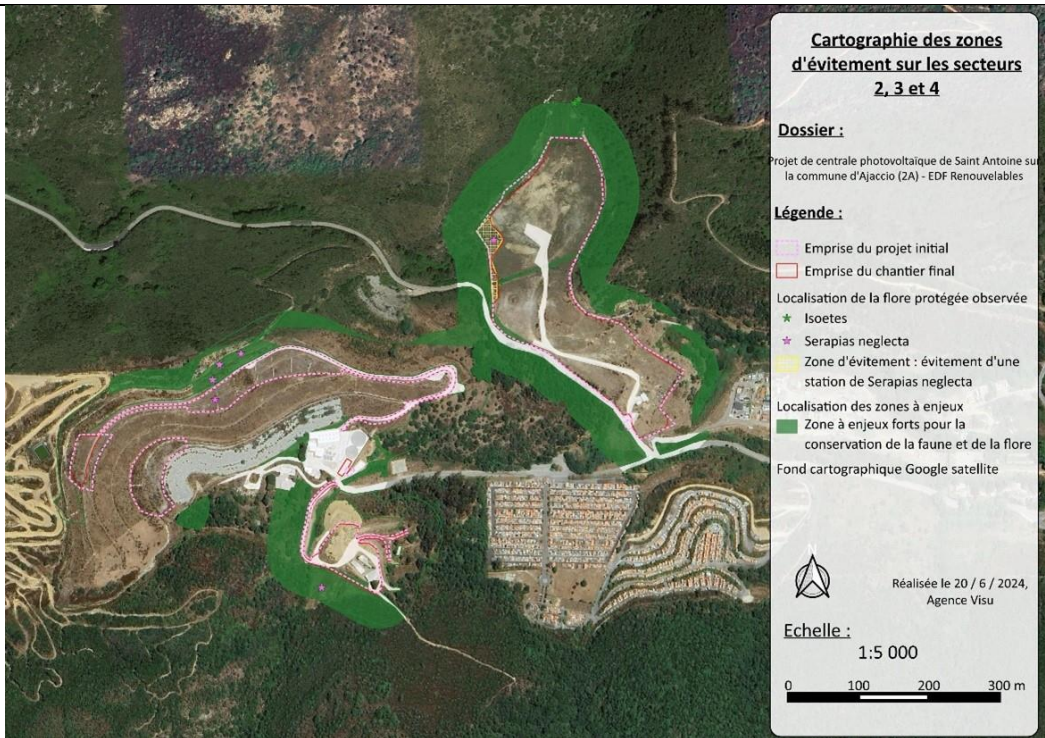 Cartographie des zones
d'évitement sur les secteurs
2, 3 et 4
Dossier :
Projet de centrale photovoltaïque de Saint Antoine sur
la commune d'Ajaccio (2A) - EDF Renouvelables
Légende :
Emprise du projet initial
Emprise du chantier final
Localisation de la flore protégée observée
Isoetes
Serapias neglecta
Zone d'évitement : évitement d'une
station de Serapias neglecta
Localisation des zones à enjeux
Zone à enjeux forts pour la
conservation de la faune et de la flore
Fond cartographique Google satellite
N
Réalisée le 20 / 6 / 2024,
Agence Visu
Echelle :
1:5 000
0 100 200 300 m